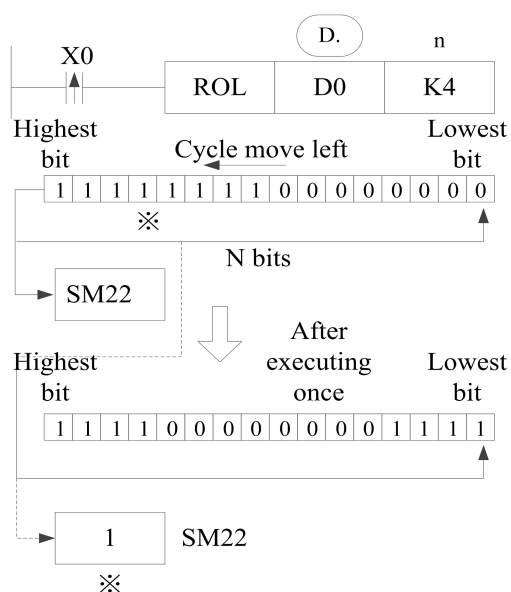 D.
n
X0
ROL D0 K4
Highest bit
Lowest bit
Cycle move left
1 1 1 1 1 1 1 1 0 0 0 0 0 0 0 0
※
N bits
SM22
After executing once
Highest bit
Lowest bit
1 1 1 1 0 0 0 0 0 0 0 0 1 1 1 1
1 SM22
※